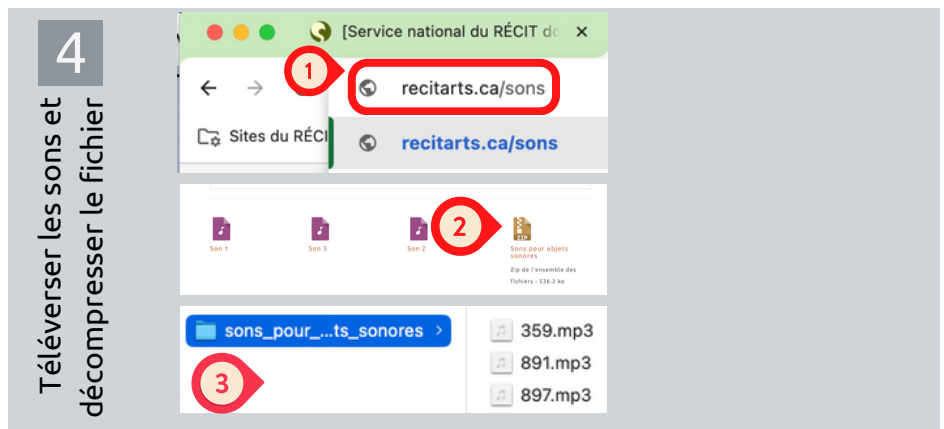 4
Téléverser les sons et
décompresser le fichier
[Service national du RÉCIT do
1
recitarts.ca/sons
Sites du RÉCI
recitarts.ca/sons
2
Son 1
Son 3
Son 2
ZIP
Sons pour objets
sonores
Zip de l'ensemble des
fichiers - 536.2 ko
sons_pour_...ts_sonores
359.mp3
891.mp3
3
897.mp3